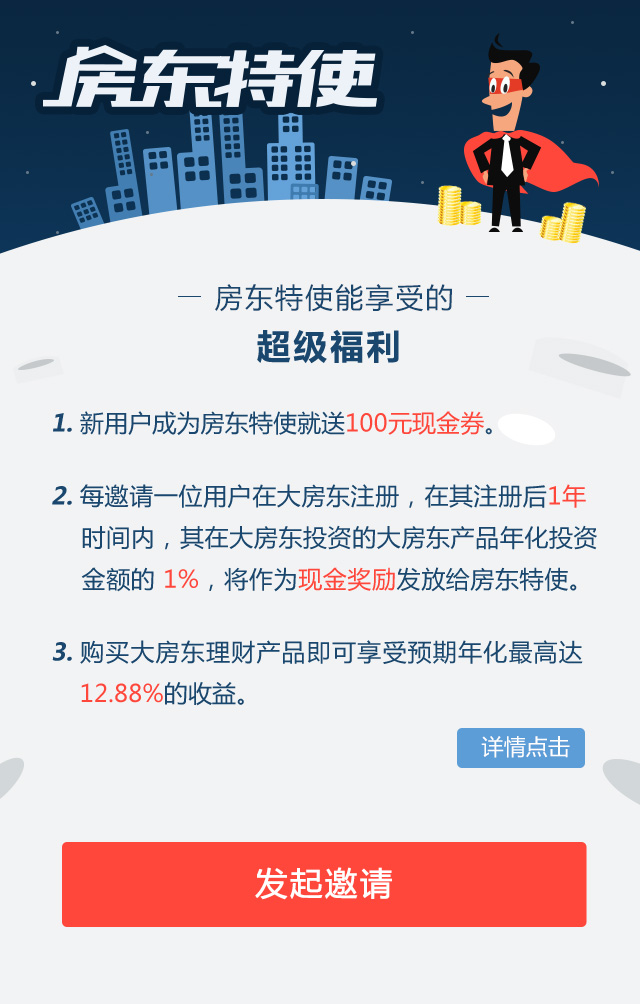 房东特使
房东特使能享受的
超级福利
1. 新用户成为房东特使就送100元现金券。
2. 每邀请一位用户在大房东注册，在其注册后1年
时间内，其在大房东投资的大房东产品年化投资
金额的 1%，将作为现金奖励发放给房东特使。
3. 购买大房东理财产品即可享受预期年化最高达
12.88%的收益。
详情点击
发起邀请